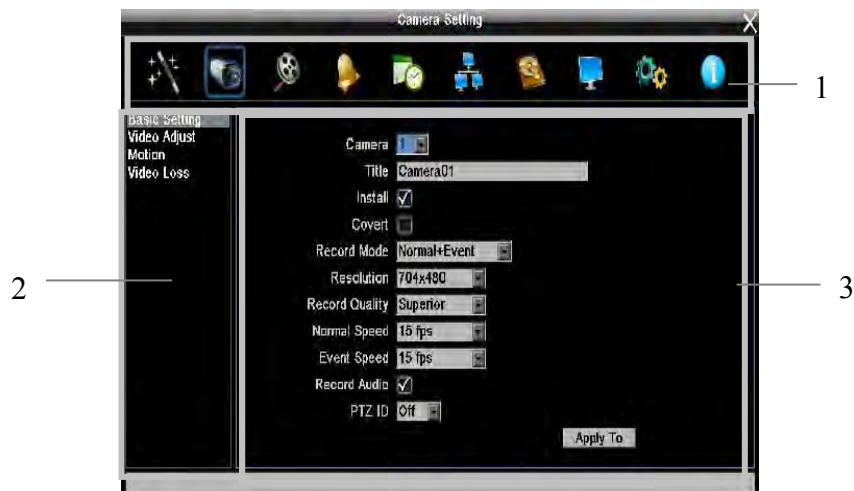 Camera Setting X
1
Basic Setting
Video Adjust
Motion
Video Loss
2
Camera 1
Title Camera01
Install
Covert
Record Mode Normal+Event
Resolution 704x480
Record Quality Superior
Normal Speed 15 fps
Event Speed 15 fps
Record Audio
PTZ ID Off
Apply To
3